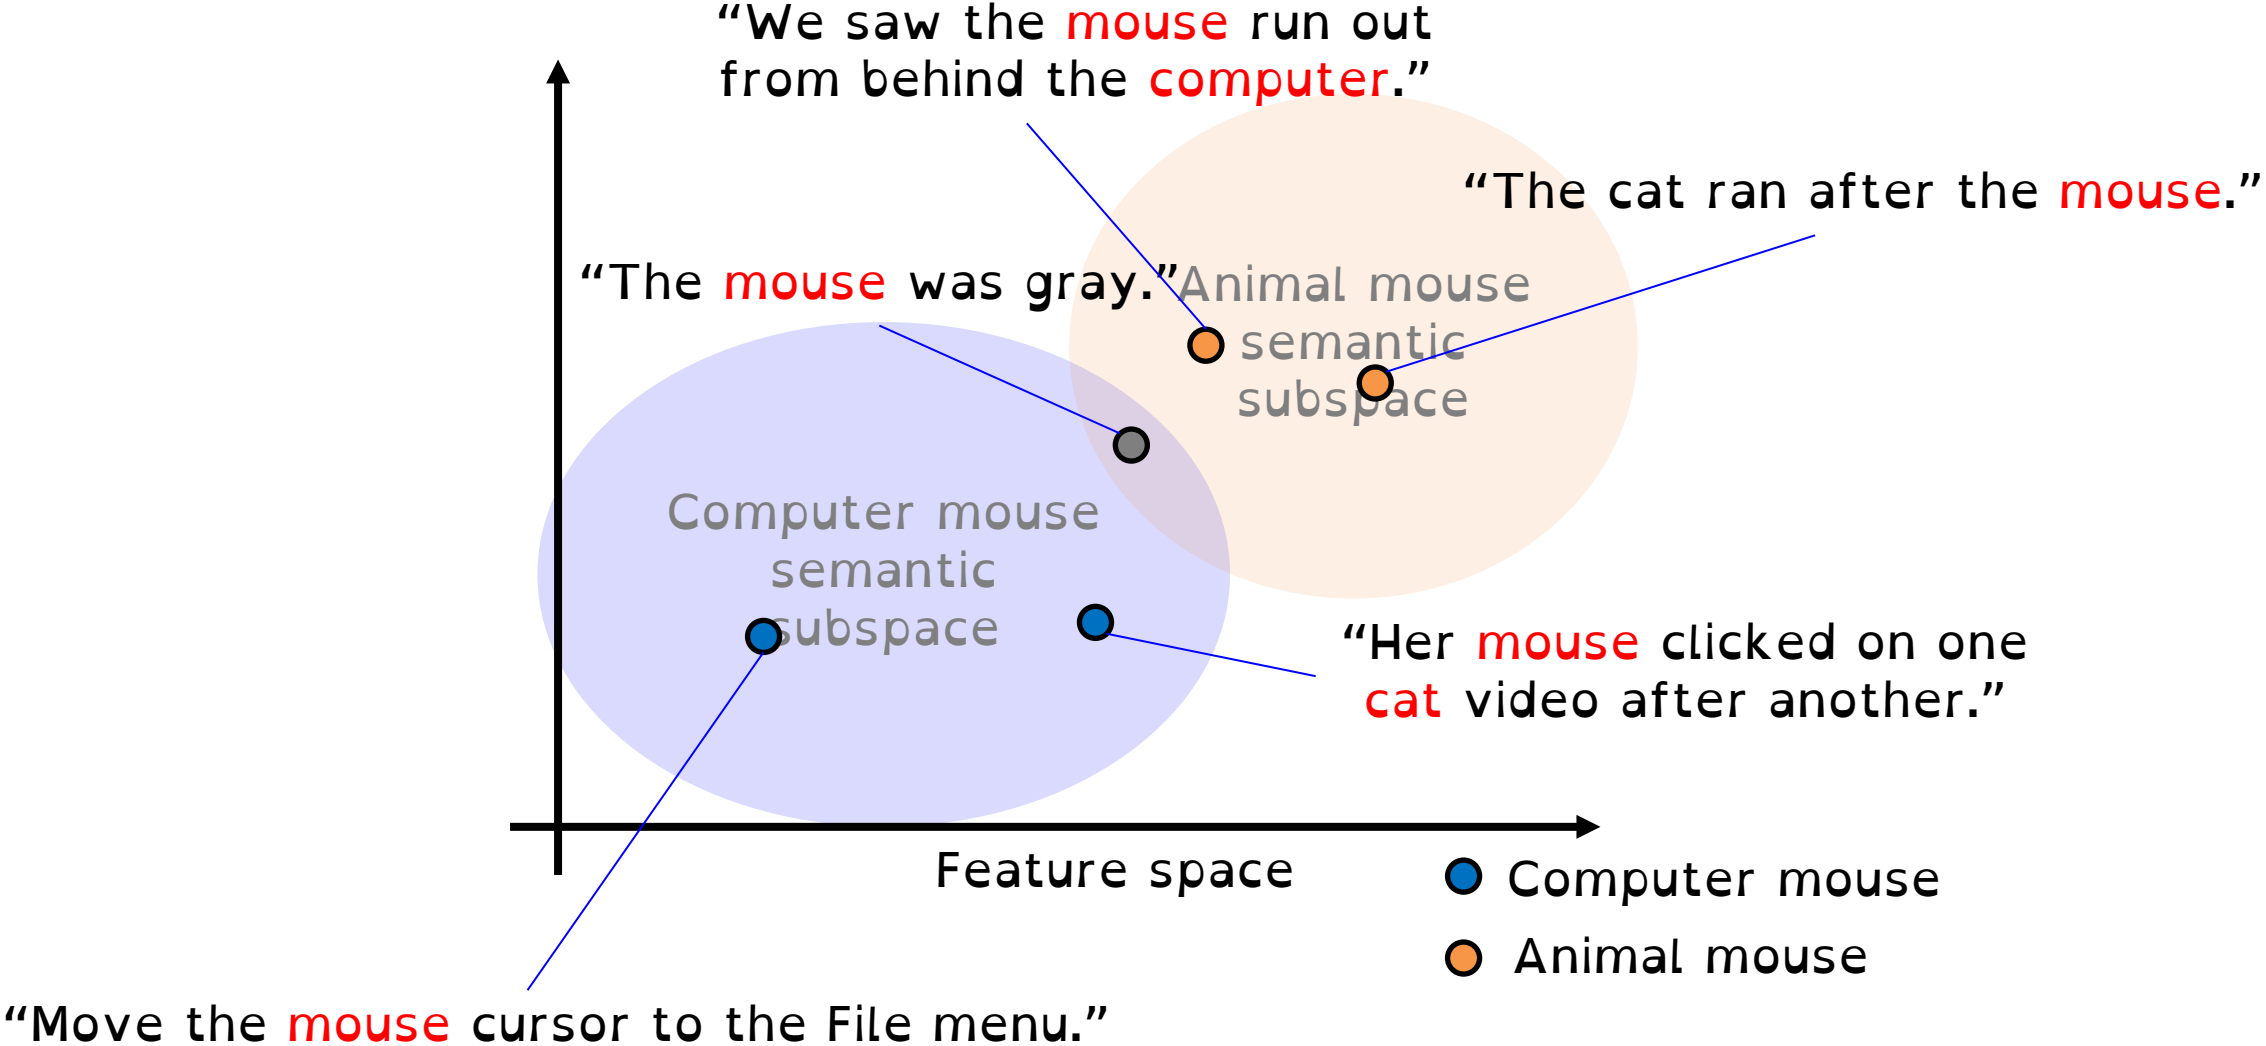 “We saw the mouse run out
from behind the computer.”
“The cat ran after the mouse.”
“The mouse was gray.”
Animal mouse
semantic
subspace
Computer mouse
semantic
subspace
“Her mouse clicked on one
cat video after another.”
Feature space
Computer mouse
Animal mouse
“Move the mouse cursor to the File menu.”